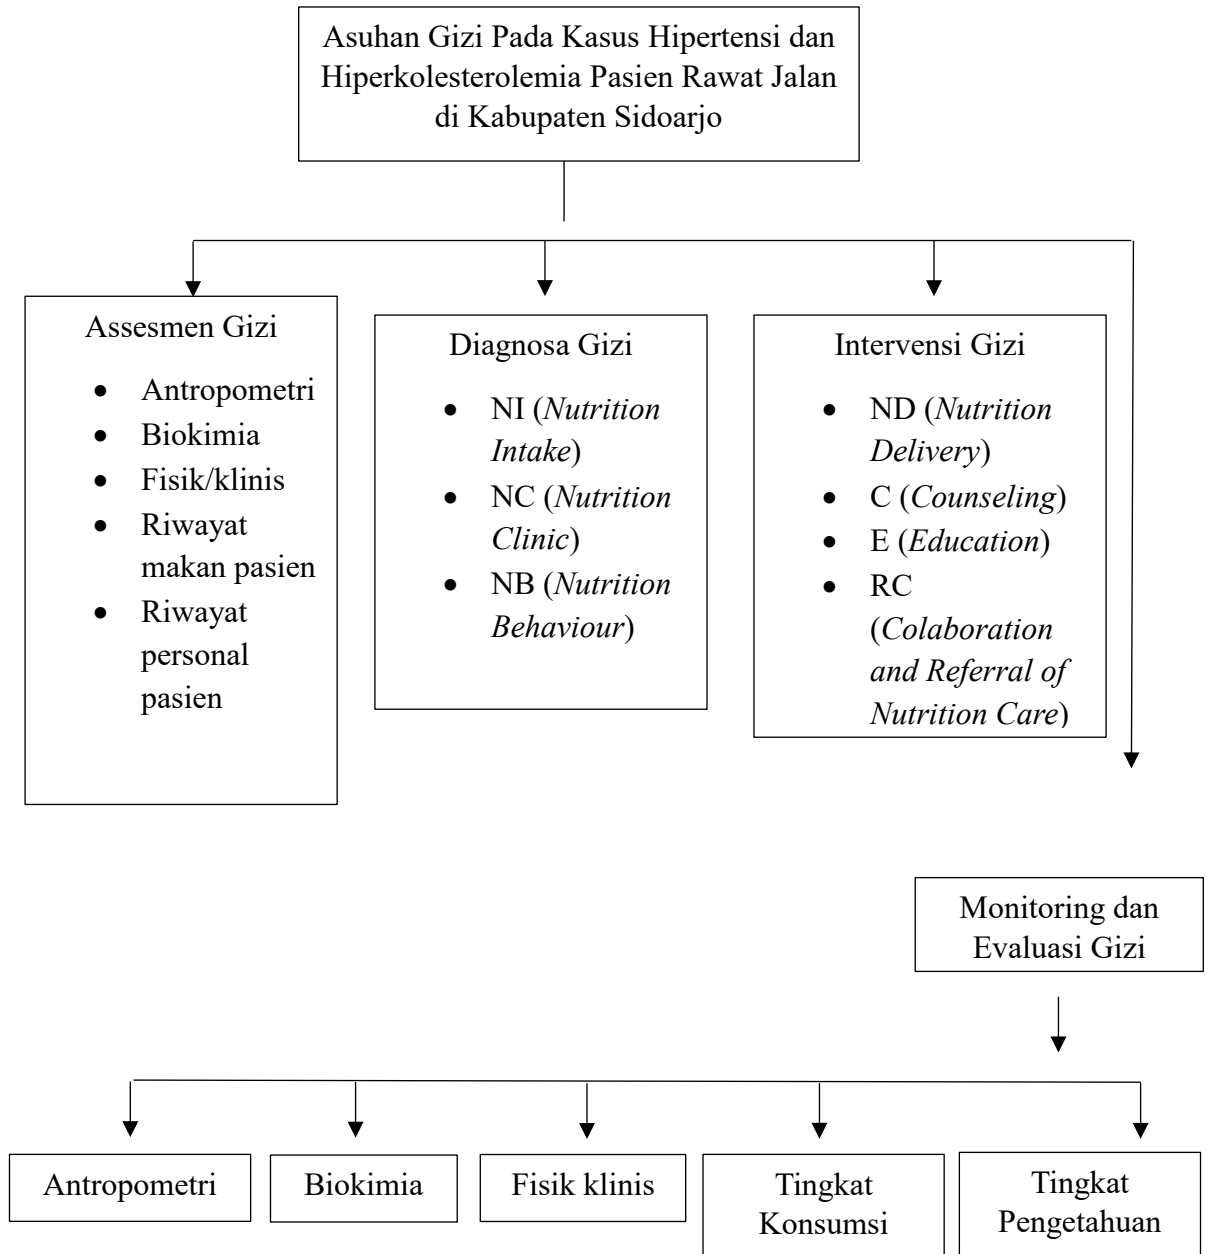 Asuhan Gizi Pada Kasus Hipertensi dan
Hiperkolesterolemia Pasien Rawat Jalan
di Kabupaten Sidoarjo
Assesmen Gizi
• Antropometri
• Biokimia
• Fisik/klinis
• Riwayat
makan pasien
• Riwayat
personal
pasien
Diagnosa Gizi
• NI (Nutrition
Intake)
• NC (Nutrition
Clinic)
• NB (Nutrition
Behaviour)
Intervensi Gizi
• ND (Nutrition
Delivery)
• C (Counseling)
• E (Education)
• RC
(Colaboration
and Referral of
Nutrition Care)
Monitoring dan
Evaluasi Gizi
Antropometri
Biokimia
Fisik klinis
Tingkat
Konsumsi
Tingkat
Pengetahuan